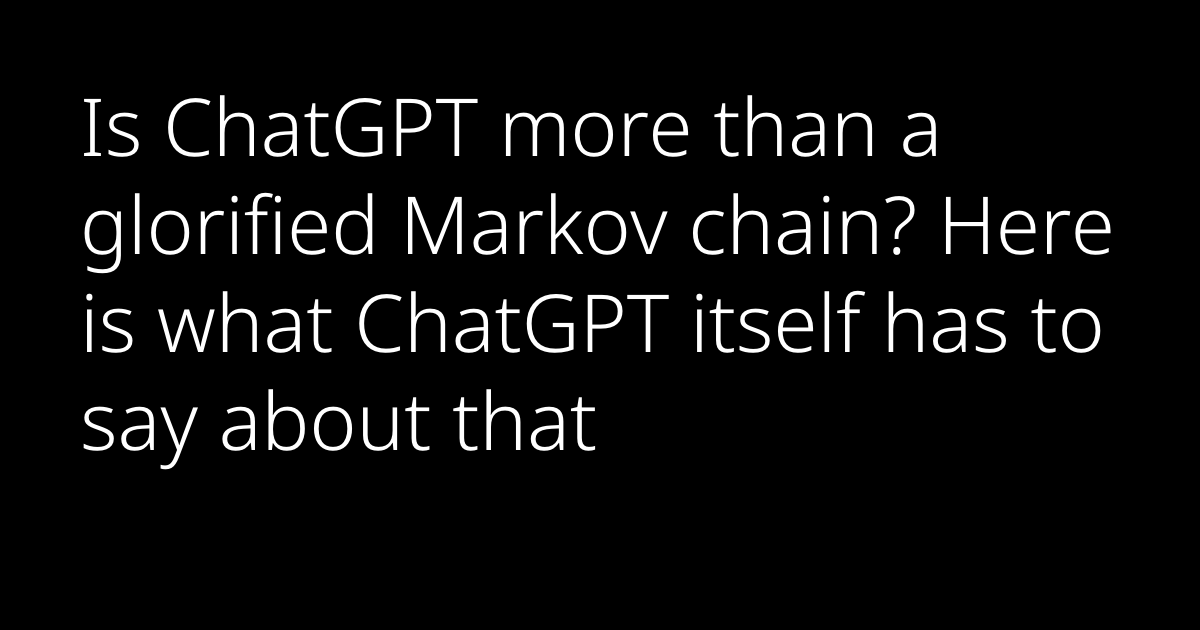 Is ChatGPT more than a
glorified Markov chain? Here
is what ChatGPT itself has to
say about that